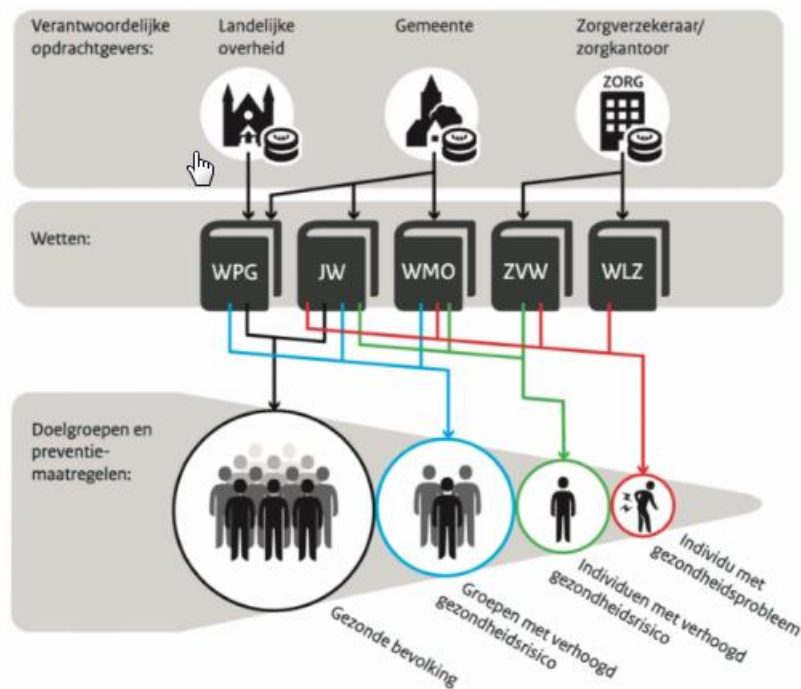 Verantwoordelijke
opdrachtgevers:
Landelijke
overheid
Gemeente
Zorgverzekeraar/
zorgkantoor
ZORG
Wetten:
WPG
JW
WMO
ZVW
WLZ
Doelgroepen en
preventie-
maatregelen:
Gezonde bevolking
Groepen met verhoogd
gezondheidsrisico
Individuen met verhoogd
gezondheidsrisico
Individu met
gezondheidsprobleem